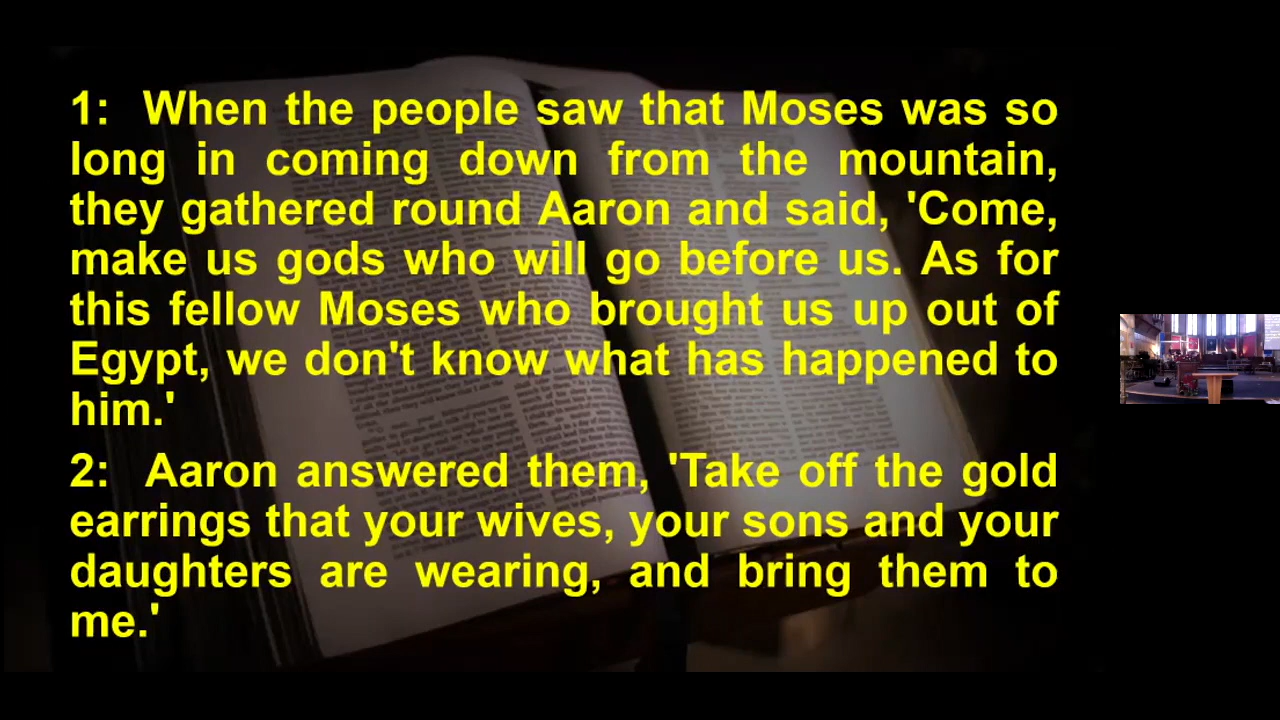 1: When the people saw that Moses was so
long in coming down from the mountain,
they gathered round Aaron and said, 'Come,
make us gods who will go before us. As for
this fellow Moses who brought us up out of
Egypt, we don't know what has happened to
him.'
2: Aaron answered them, 'Take off the gold
earrings that your wives, your sons and your
daughters are wearing, and bring them to
me.'